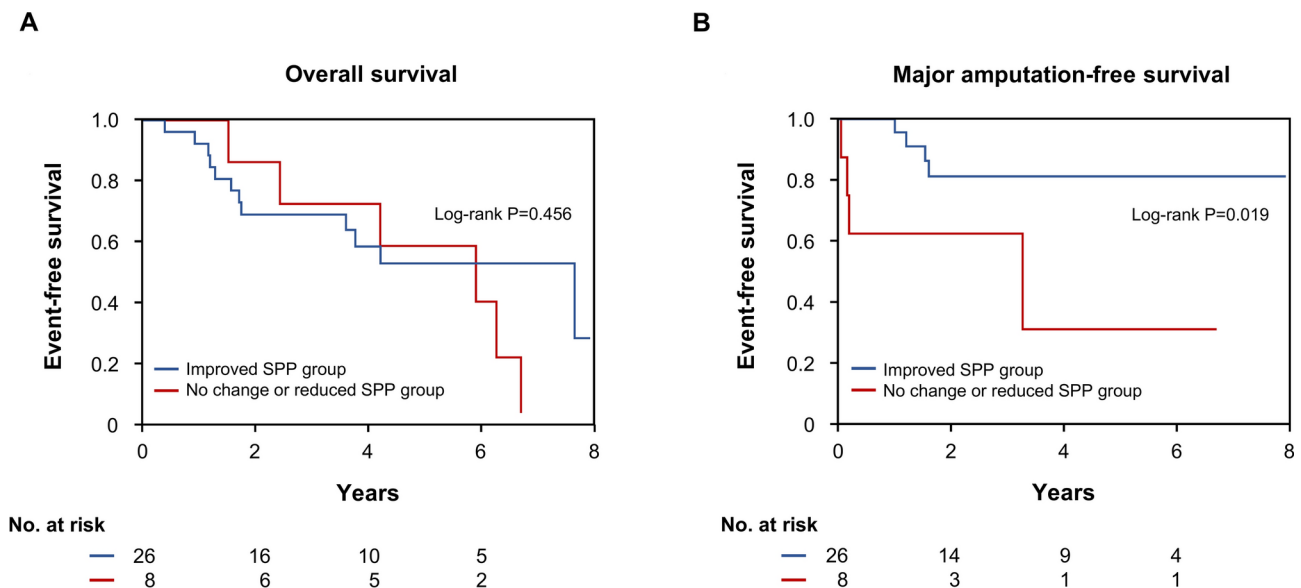 A
Overall survival
Event-free survival
1.0
0.8
0.6
0.4
0.2
0
Log-rank P=0.456
Improved SPP group
No change or reduced SPP group
0 2 4 6 8
Years
No. at risk
26 16 10 5
8 6 5 2
B
Major amputation-free survival
Event-free survival
1.0
0.8
0.6
0.4
0.2
0
Log-rank P=0.019
Improved SPP group
No change or reduced SPP group
0 2 4 6 8
Years
No. at risk
26 14 9 4
8 3 1 1